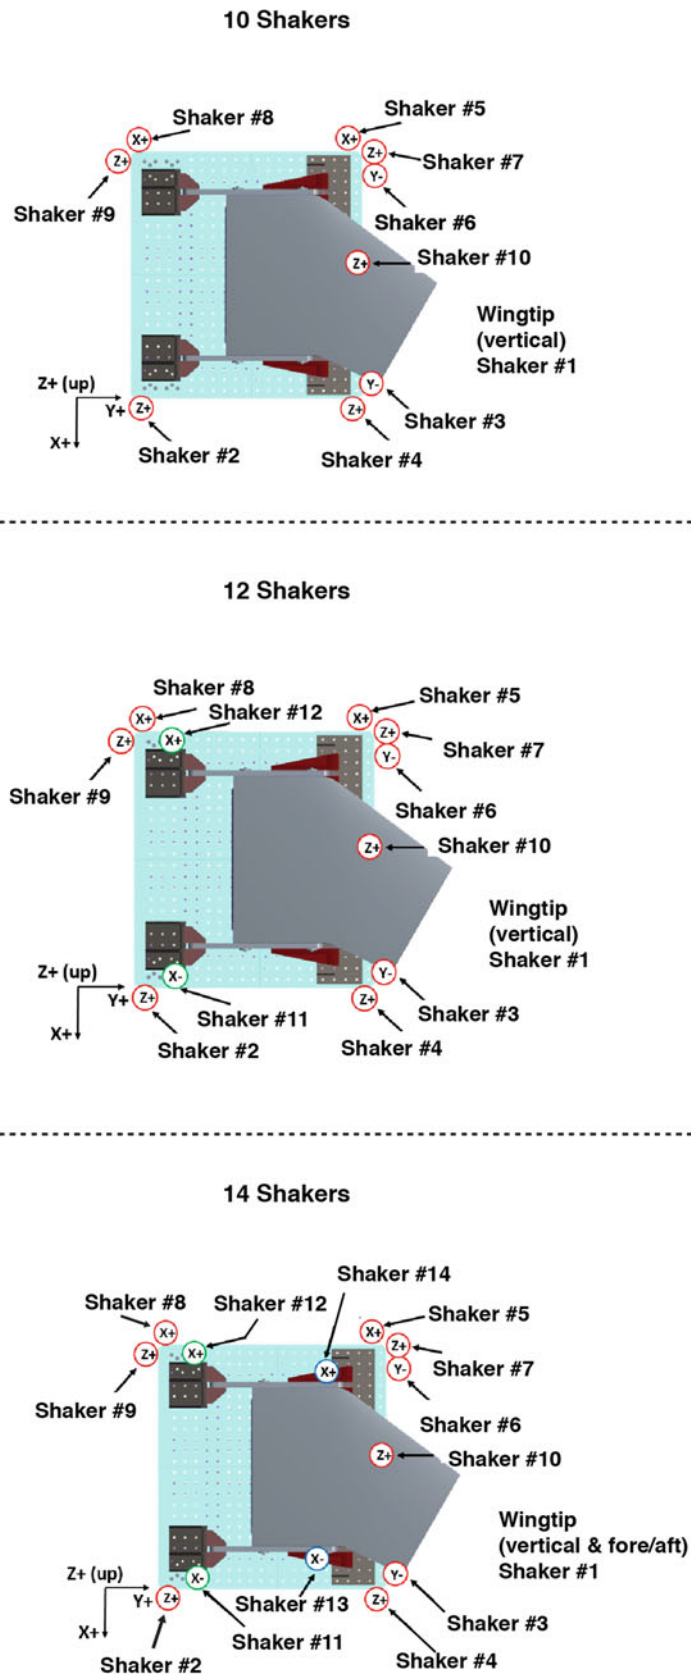 10 Shakers
Shaker #8
Shaker #5
X+
X+
Z+
Z+
Shaker #7
Y-
Shaker #9
Shaker #6
Z+
Shaker #10
Wingtip
(vertical)
Shaker #1
Z+ (up)
Y+
Z+
Y-
Z+
Shaker #3
X+
Shaker #2
Shaker #4
12 Shakers
Shaker #8
Shaker #5
X+
Shaker #12
X+
Z+
X+
Z+
Shaker #7
Y-
Shaker #9
Shaker #6
Z+
Shaker #10
Wingtip
(vertical)
Shaker #1
Z+ (up)
X-
Y-
Y+
Z+
Z+
Shaker #3
Shaker #11
X+
Shaker #2
Shaker #4
14 Shakers
Shaker #14
Shaker #8
Shaker #12
Shaker #5
X+
X+
Z+
X+
Z+
Shaker #7
X+
Y-
Shaker #9
Shaker #6
Z+
Shaker #10
Wingtip
(vertical & fore/aft)
Shaker #1
Z+ (up)
X-
X-
Y-
Y+
Z+
Z+
Shaker #13
Shaker #3
X+
Shaker #11
Shaker #2
Shaker #4